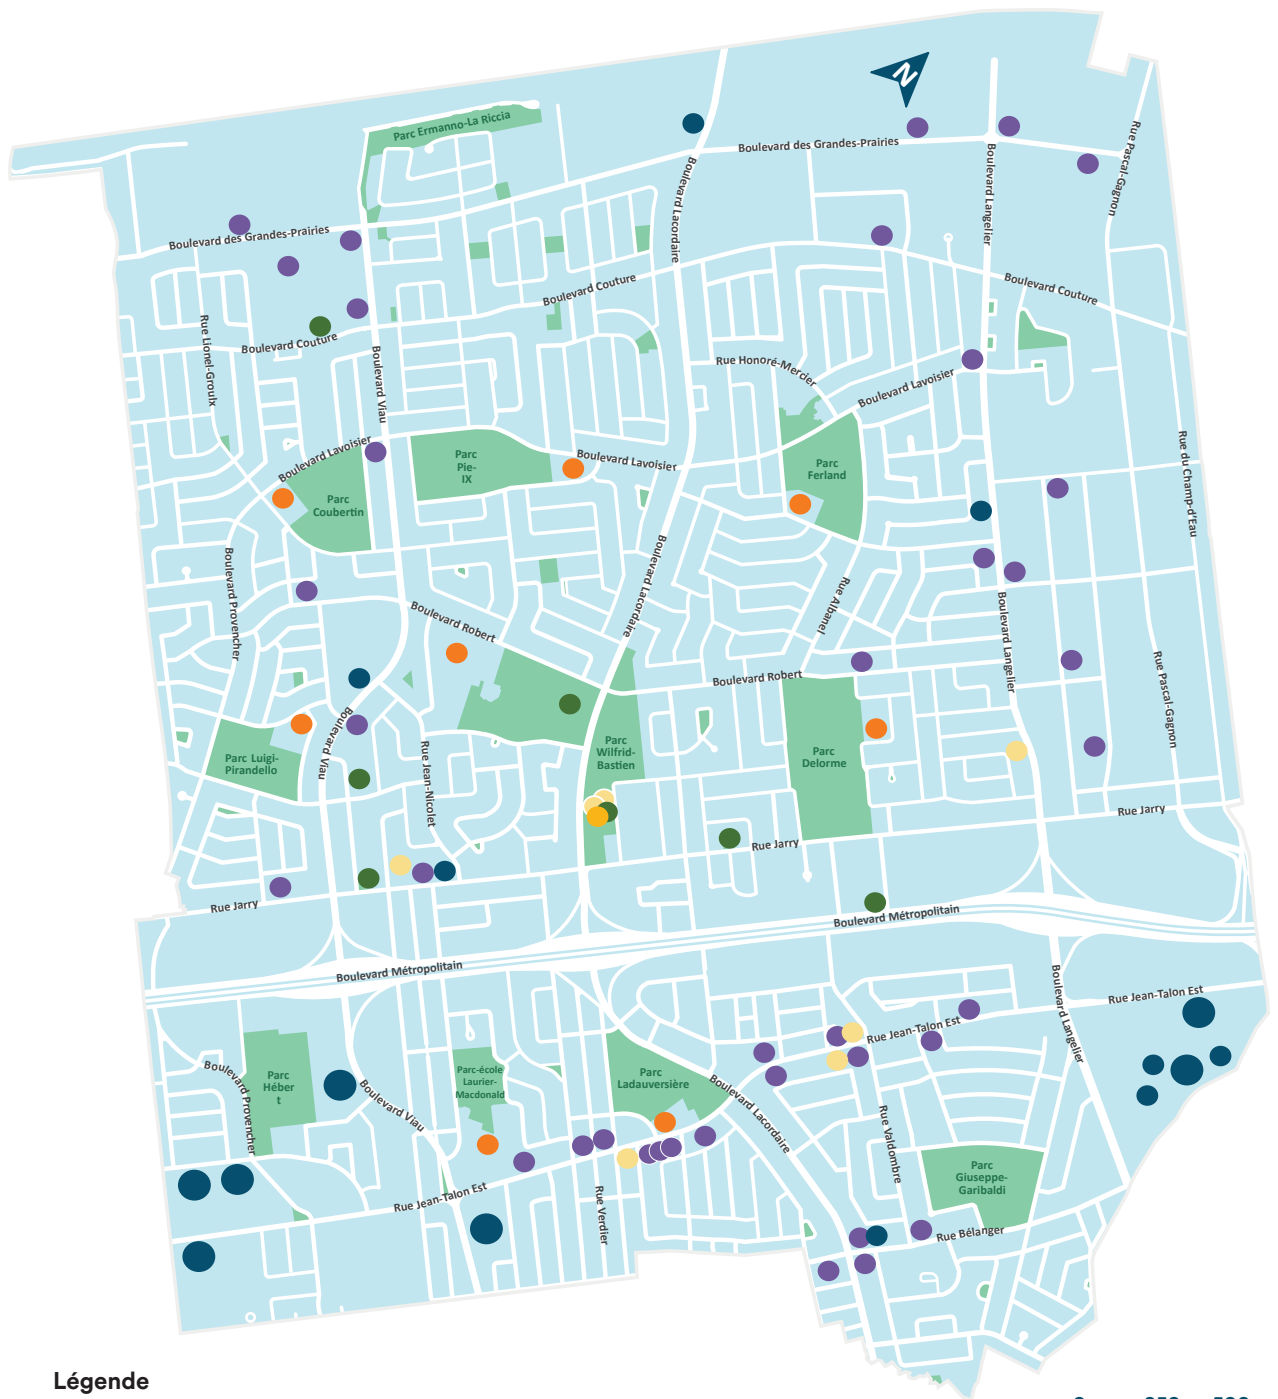 Parc Ermanno-La Riccia
N
Boulevard des Grandes-Prairies
Rue Pascal-Gagnon
Boulevard Lacordaire
Boulevard Langelier
Boulevard des Grandes-Prairies
Boulevard Couture
Boulevard Couture
Rue Lionel-Groulx
Boulevard Couture
Boulevard Viau
Rue Honoré-Mercier
Boulevard Lavoisier
Boulevard Lavoisier
Parc
Pie-
IX
Boulevard Lavoisier
Parc
Ferland
Rue du Champ-d'Eau
Parc
Coubertin
Boulevard Provencher
Boulevard Lacordaire
Rue Albanel
Boulevard Langelier
Boulevard Robert
Boulevard Robert
Rue Pascal-Gagnon
Boulevard Viau
Parc Luigi-
Pirandello
Rue Jean-Nicolet
Parc
Wilfrid-
Bastien
Parc
Delorme
Rue Jarry
Rue Jarry
Rue Jarry
Boulevard Métropolitain
Boulevard Métropolitain
Boulevard Langelier
Rue Jean-Talon Est
Rue Jean-Talon Est
Boulevard Provencher
Parc
Héber
t
Boulevard Viau
Parc-école
Laurier-
Macdonald
Parc
Ladauversière
Boulevard Lacordaire
Rue Valdombre
Parc
Giuseppe-
Garibaldi
Rue Jean-Talon Est
Rue Verdier
Rue Bélanger
Légende